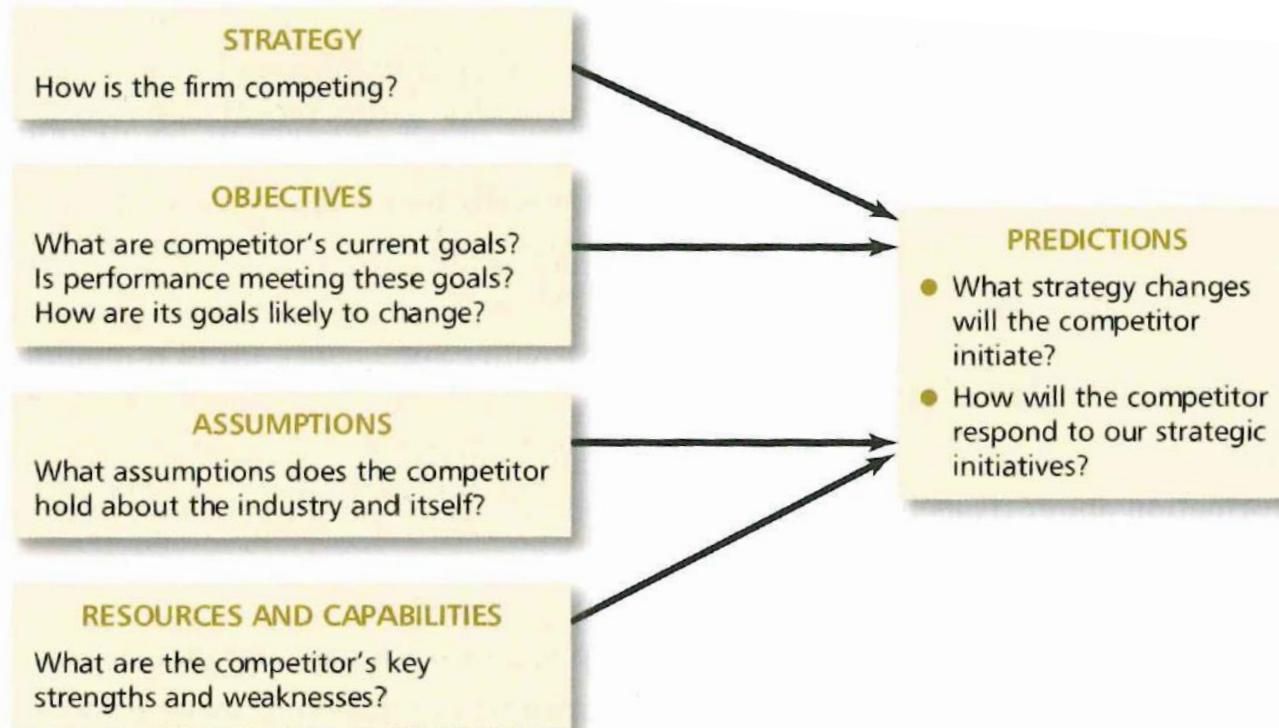 STRATEGY
How is the firm competing?
OBJECTIVES
What are competitor's current goals?
Is performance meeting these goals?
How are its goals likely to change?
ASSUMPTIONS
What assumptions does the competitor
hold about the industry and itself?
RESOURCES AND CAPABILITIES
What are the competitor's key
strengths and weaknesses?
PREDICTIONS
● What strategy changes
will the competitor
initiate?
● How will the competitor
respond to our strategic
initiatives?